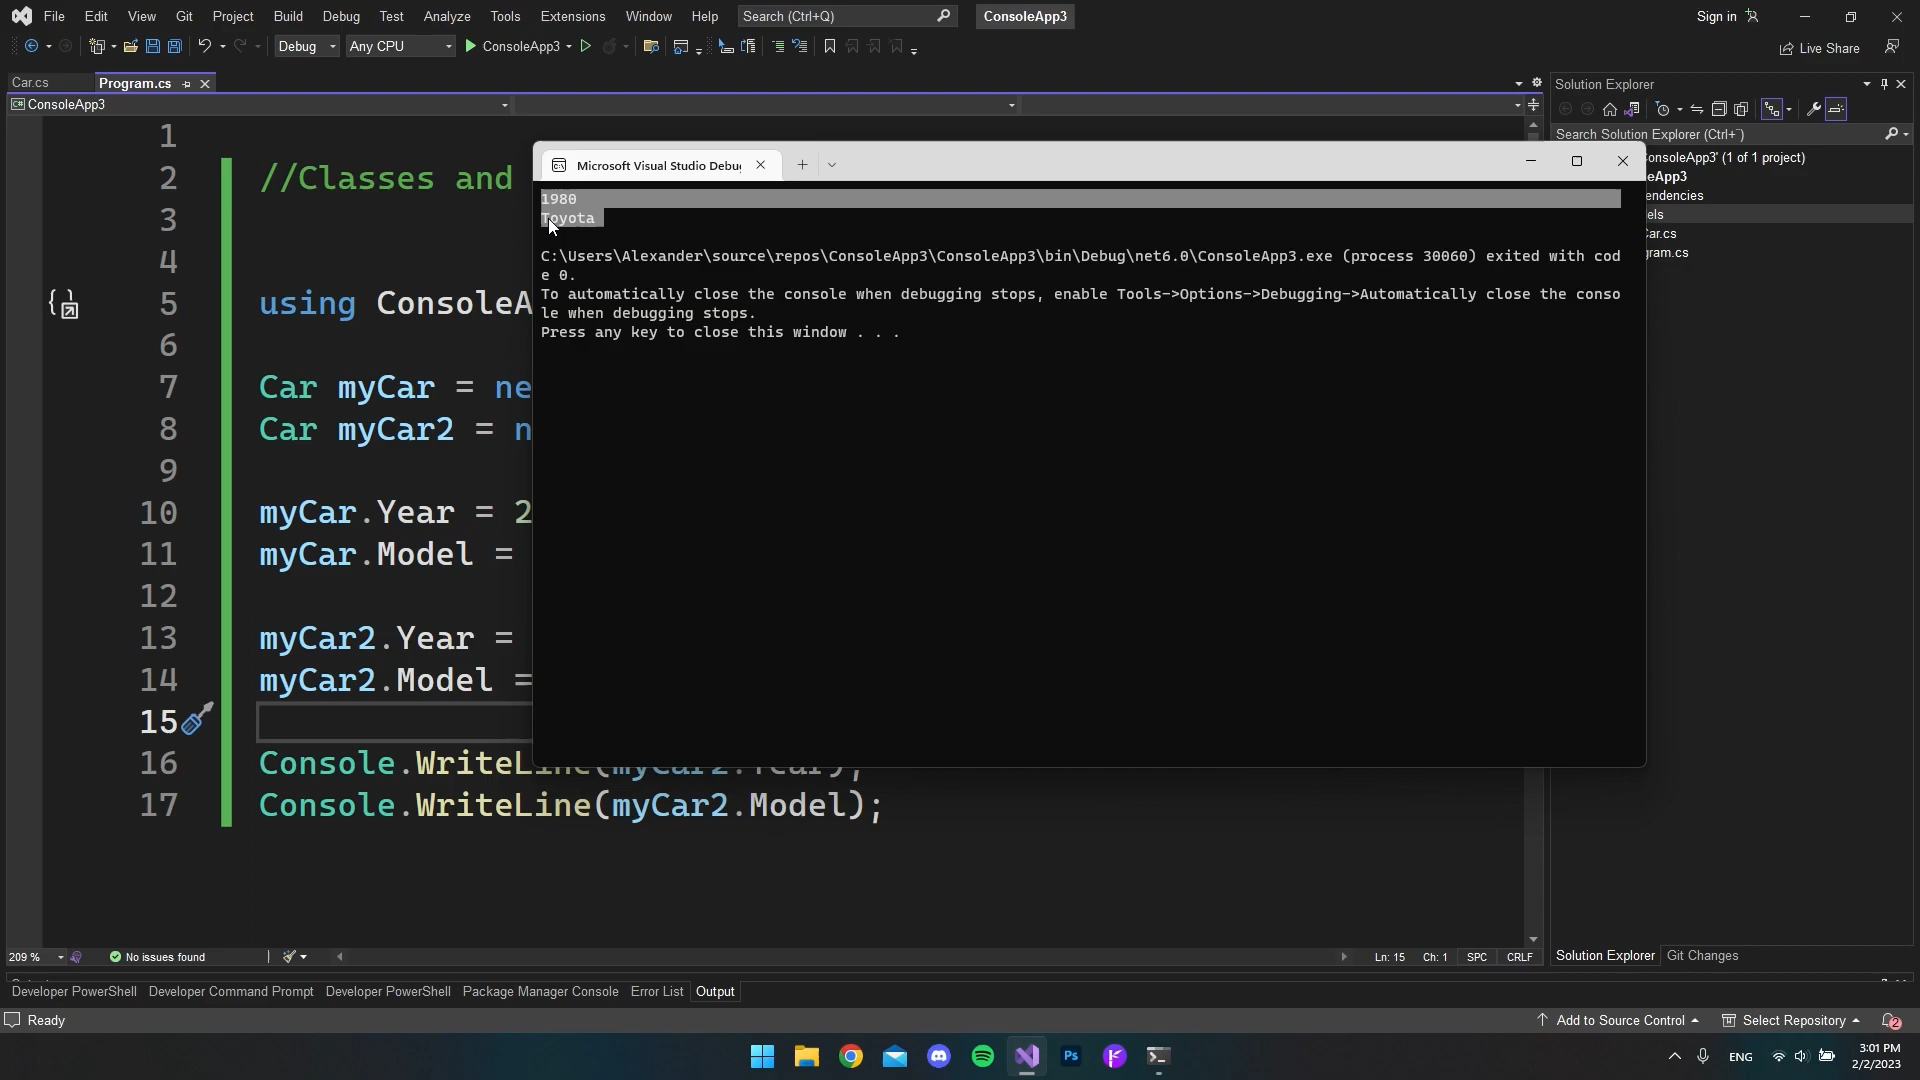 File Edit View Git Project Build Debug Test Analyze Tools Extensions Window Help Search (Ctrl+Q) ConsoleApp3 Sign in
Debug Any CPU ConsoleApp3 Live Share
Car.cs Program.cs Solution Explorer
ConsoleApp3
Search Solution Explorer (Ctrl+¨)
onsoleApp3' (1 of 1 project)
eApp3
endencies
els
Car.cs
gram.cs
Microsoft Visual Studio Debu
1980
Toyota
C:\Users\Alexander\source\repos\ConsoleApp3\ConsoleApp3\bin\Debug\net6.0\ConsoleApp3.exe (process 30060) exited with cod
e 0.
To automatically close the console when debugging stops, enable Tools->Options->Debugging->Automatically close the conso
le when debugging stops.
Press any key to close this window . . .
1
2 //Classes and
3
4
5 using ConsoleA
6
7 Car myCar = ne
8 Car myCar2 = n
9
10 myCar.Year = 2
11 myCar.Model =
12
13 myCar2.Year =
14 myCar2.Model =
15
16 Console.WriteLine(myCar2.Year);
17 Console.WriteLine(myCar2.Model);
209 % No issues found Ln: 15 Ch: 1 SPC CRLF
Solution Explorer Git Changes
Developer PowerShell Developer Command Prompt Developer PowerShell Package Manager Console Error List Output
Ready Add to Source Control Select Repository 2
Ps ENG 3:01 PM
2/2/2023